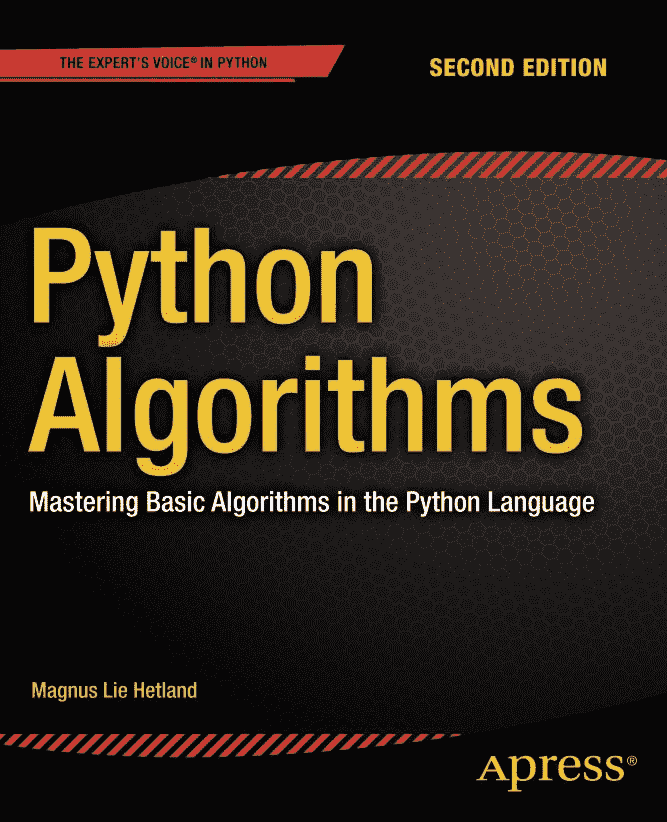 THE EXPERT'S VOICE® IN PYTHON
SECOND EDITION
Python
Algorithms
Mastering Basic Algorithms in the Python Language
Magnus Lie Hetland
Apress®